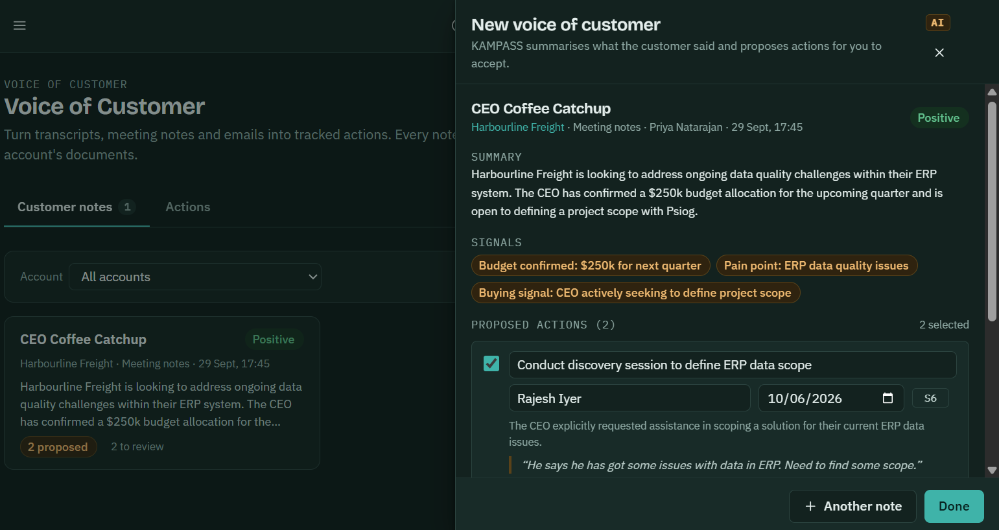 VOICE OF CUSTOMER
Voice of Customer
Turn transcripts, meeting notes and emails into tracked actions. Every note
account's documents.
Customer notes 1
Actions
Account
All accounts
CEO Coffee Catchup
Positive
Harbourline Freight · Meeting notes · 29 Sept, 17:45
Harbourline Freight is looking to address ongoing data
quality challenges within their ERP system. The CEO
has confirmed a $250k budget allocation for the...
2 proposed
2 to review
New voice of customer
AI
KAMPASS summarises what the customer said and proposes actions for you to
accept.
CEO Coffee Catchup
Positive
Harbourline Freight · Meeting notes · Priya Natarajan · 29 Sept, 17:45
SUMMARY
Harbourline Freight is looking to address ongoing data quality challenges within their ERP
system. The CEO has confirmed a $250k budget allocation for the upcoming quarter and is
open to defining a project scope with Psiog.
SIGNALS
Budget confirmed: $250k for next quarter
Pain point: ERP data quality issues
Buying signal: CEO actively seeking to define project scope
PROPOSED ACTIONS (2)
2 selected
Conduct discovery session to define ERP data scope
Rajesh Iyer
10/06/2026
S6
The CEO explicitly requested assistance in scoping a solution for their current ERP data
issues.
“He says he has got some issues with data in ERP. Need to find some scope.”
+ Another note
Done